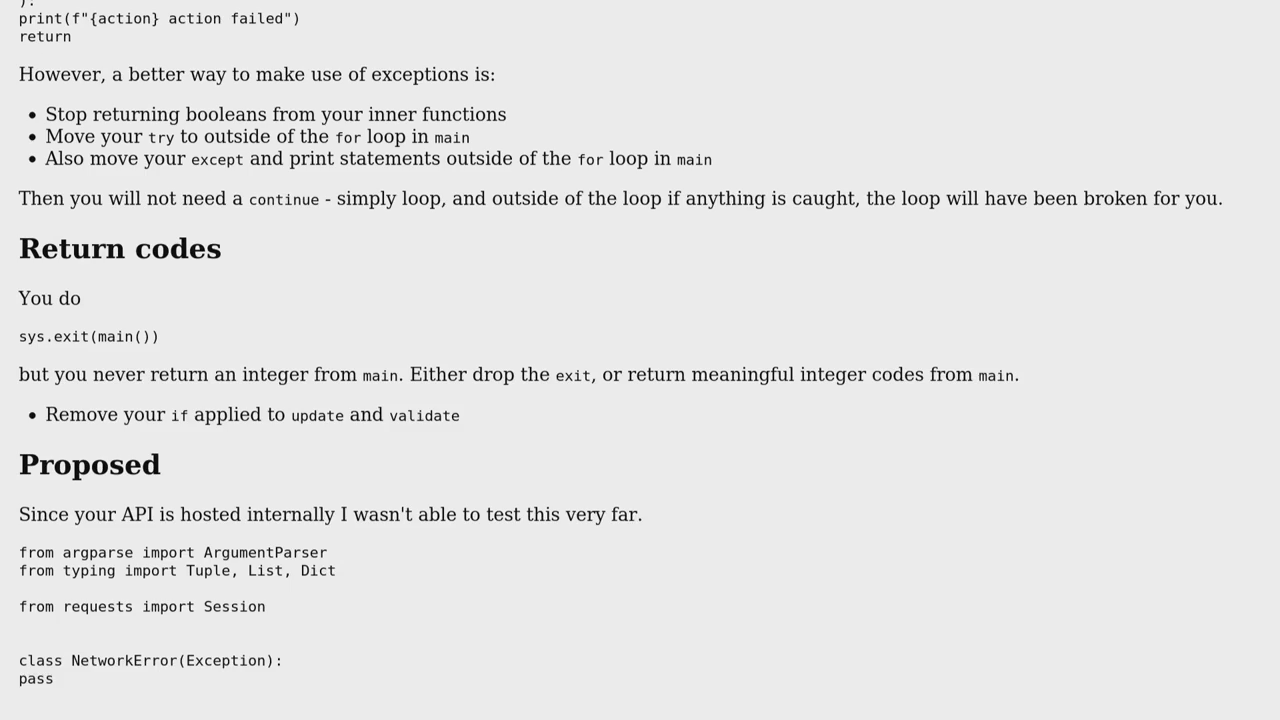 ):
print(f"{action} action failed")
return
However, a better way to make use of exceptions is:
• Stop returning booleans from your inner functions
• Move your try to outside of the for loop in main
• Also move your except and print statements outside of the for loop in main
Then you will not need a continue - simply loop, and outside of the loop if anything is caught, the loop will have been broken for you.
Return codes
You do
sys.exit(main())
but you never return an integer from main. Either drop the exit, or return meaningful integer codes from main.
• Remove your if applied to update and validate
Proposed
Since your API is hosted internally I wasn't able to test this very far.
from argparse import ArgumentParser
from typing import Tuple, List, Dict
from requests import Session
class NetworkError(Exception):
pass